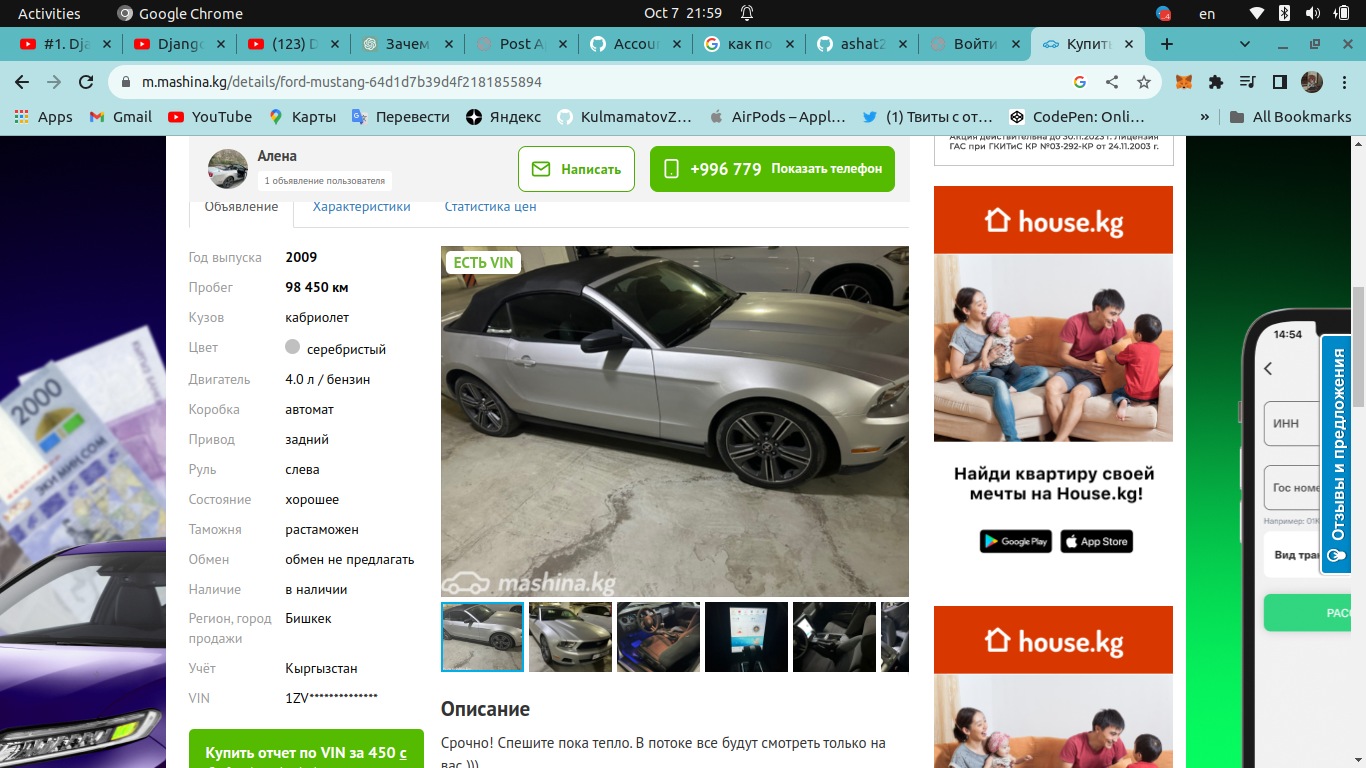 Activities
Google Chrome
Oct 7 21:59
en
#1. Dja
Django
(123) D
Зачем
Post A
Accou
как по
ashat2
Войти
Купить
m.mashina.kg/details/ford-mustang-64d1d7b39d4f2181855894
Apps
Gmail
YouTube
Карты
Перевести
Яндекс
KulmamatovZ...
AirPods – Appl...
(1) Твиты с от...
CodePen: Onli...
»
All Bookmarks
Алена
1 объявление пользователя
Написать
+996 779 Показать телефон
Объявление
Характеристики
Статистика цен
Год выпуска 2009
Пробег 98 450 км
Кузов кабриолет
Цвет серебристый
Двигатель 4.0 л / бензин
Коробка автомат
Привод задний
Руль слева
Состояние хорошее
Таможня растаможен
Обмен обмен не предлагать
Наличие в наличии
Регион, город Бишкек
продажи
Учёт Кыргызстан
VIN 1ZV**************
Купить отчет по VIN за 450 с
ЕСТЬ VIN
mashina.kg
Описание
Срочно! Спешите пока тепло. В потоке все будут смотреть только на
вас )))
Акция действительна до 30.11.2023 г. Лицензия
ГАС при ГКИТиС КР №03-292-КР от 24.11.2003 г.
house.kg
Найди квартиру своей
мечты на House.kg!
Google Play
App Store
house.kg
2000
14:54
ИНН
Гос номе
Например: 01K
Вид тран
РАСС
Отзывы и предложения